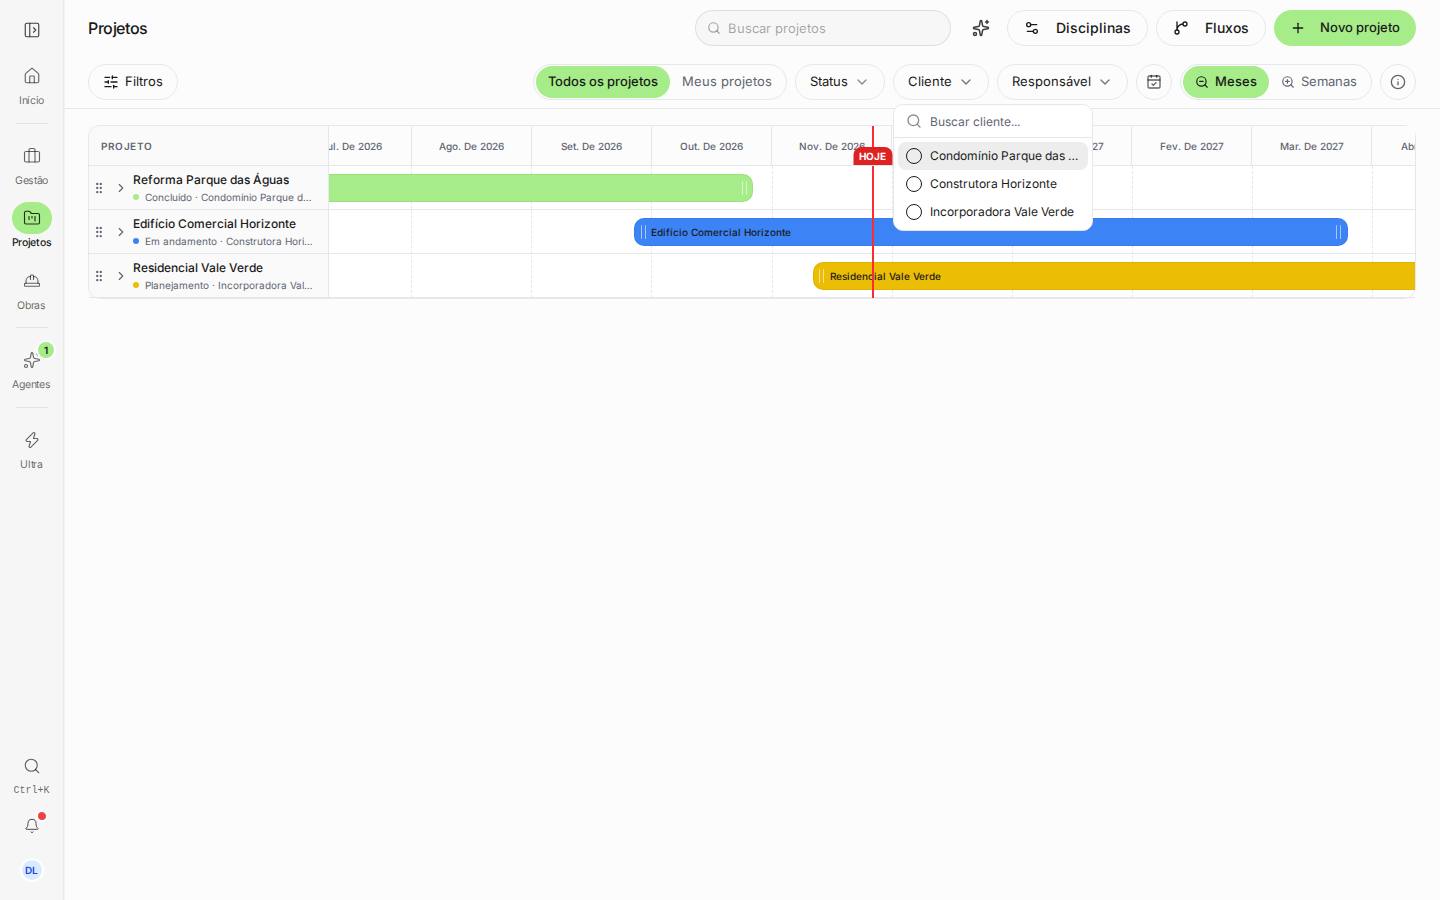 Projetos
Buscar projetos
Disciplinas
Fluxos
Novo projeto
Filtros
Todos os projetos
Meus projetos
Status
Cliente
Responsável
Meses
Semanas
Início
Gestão
Projetos
Obras
1
Agentes
Ultra
Ctrl+K
DL
Buscar cliente...
Condomínio Parque das ...
Construtora Horizonte
Incorporadora Vale Verde
PROJETO
ul. De 2026
Ago. De 2026
Set. De 2026
Out. De 2026
Nov. De 2026
27
Fev. De 2027
Mar. De 2027
Ab
HOJE
Reforma Parque das Águas
Concluído · Condomínio Parque d...
Edifício Comercial Horizonte
Em andamento · Construtora Hori...
Edifício Comercial Horizonte
Residencial Vale Verde
Planejamento · Incorporadora Val...
Residencial Vale Verde